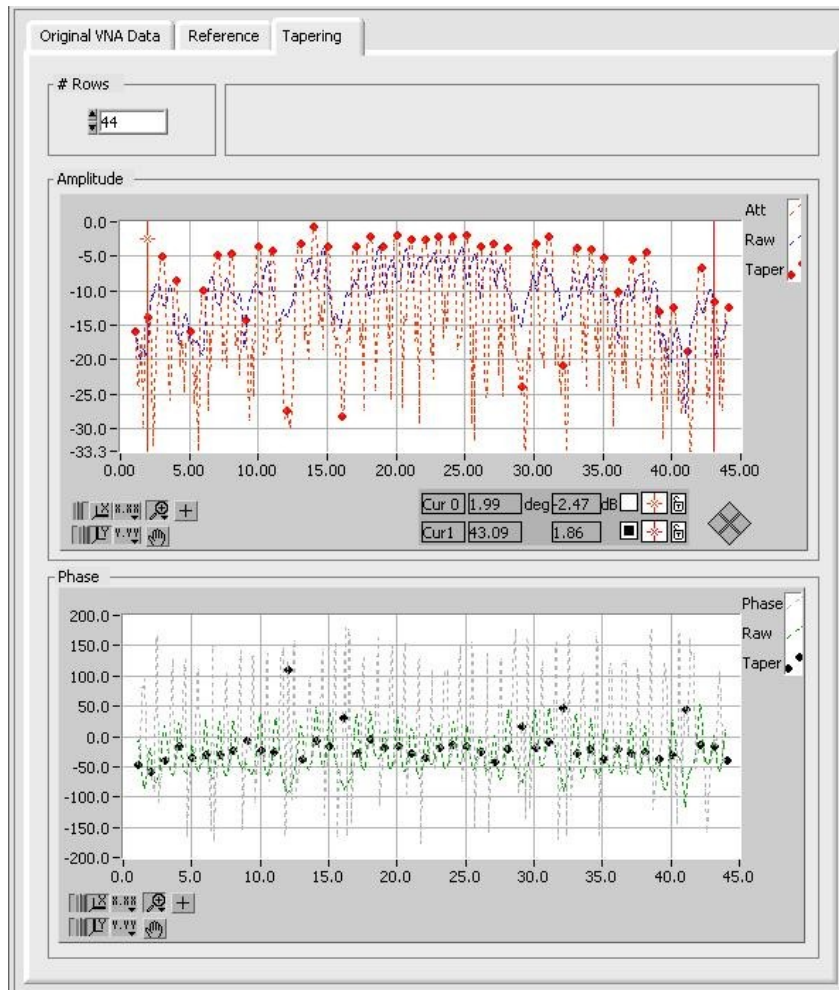 Original VNA Data Reference Tapering
# Rows
44
Amplitude
Att
Raw
Taper
0.0
-5.0
-10.0
-15.0
-20.0
-25.0
-30.0
-33.3
0.00 5.00 10.00 15.00 20.00 25.00 30.00 35.00 40.00 45.00
Cur 0 1.99 deg -2.47 dB
Cur1 43.09 1.86
X X.XX
Y Y.YY
Phase
Phase
Raw
Taper
200.0
150.0
100.0
50.0
0.0
-50.0
-100.0
-150.0
-200.0
0.0 5.0 10.0 15.0 20.0 25.0 30.0 35.0 40.0 45.0
X X.XX
Y Y.YY